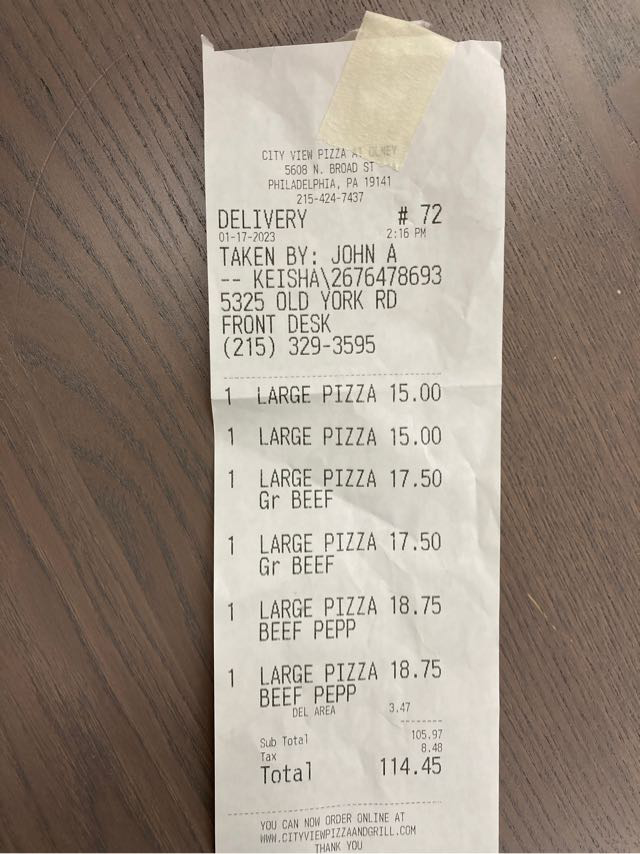 CITY VIEW PIZZA AT OLNEY
5608 N. BROAD ST
PHILADELPHIA, PA 19141
215-424-7437
DELIVERY # 72
01-17-2023 2:16 PM
TAKEN BY: JOHN A
-- KEISHA\2676478693
5325 OLD YORK RD
FRONT DESK
(215) 329-3595
1 LARGE PIZZA 15.00
1 LARGE PIZZA 15.00
1 LARGE PIZZA 17.50
Gr BEEF
1 LARGE PIZZA 17.50
Gr BEEF
1 LARGE PIZZA 18.75
BEEF PEPP
1 LARGE PIZZA 18.75
BEEF PEPP
DEL AREA 3.47
Sub Total 105.97
Tax 8.48
Total 114.45
YOU CAN NOW ORDER ONLINE AT
WWW.CITYVIEWPIZZAANDGRILL.COM
THANK YOU